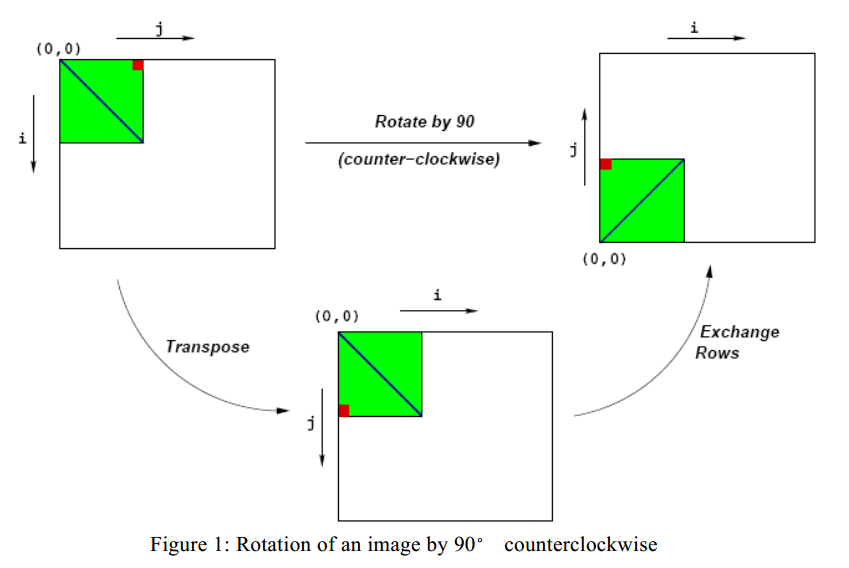 j
(0,0)
i
Rotate by 90
(counter-clockwise)
i
j
(0,0)
Transpose
i
(0,0)
j
Exchange
Rows
Figure 1: Rotation of an image by 90° counterclockwise